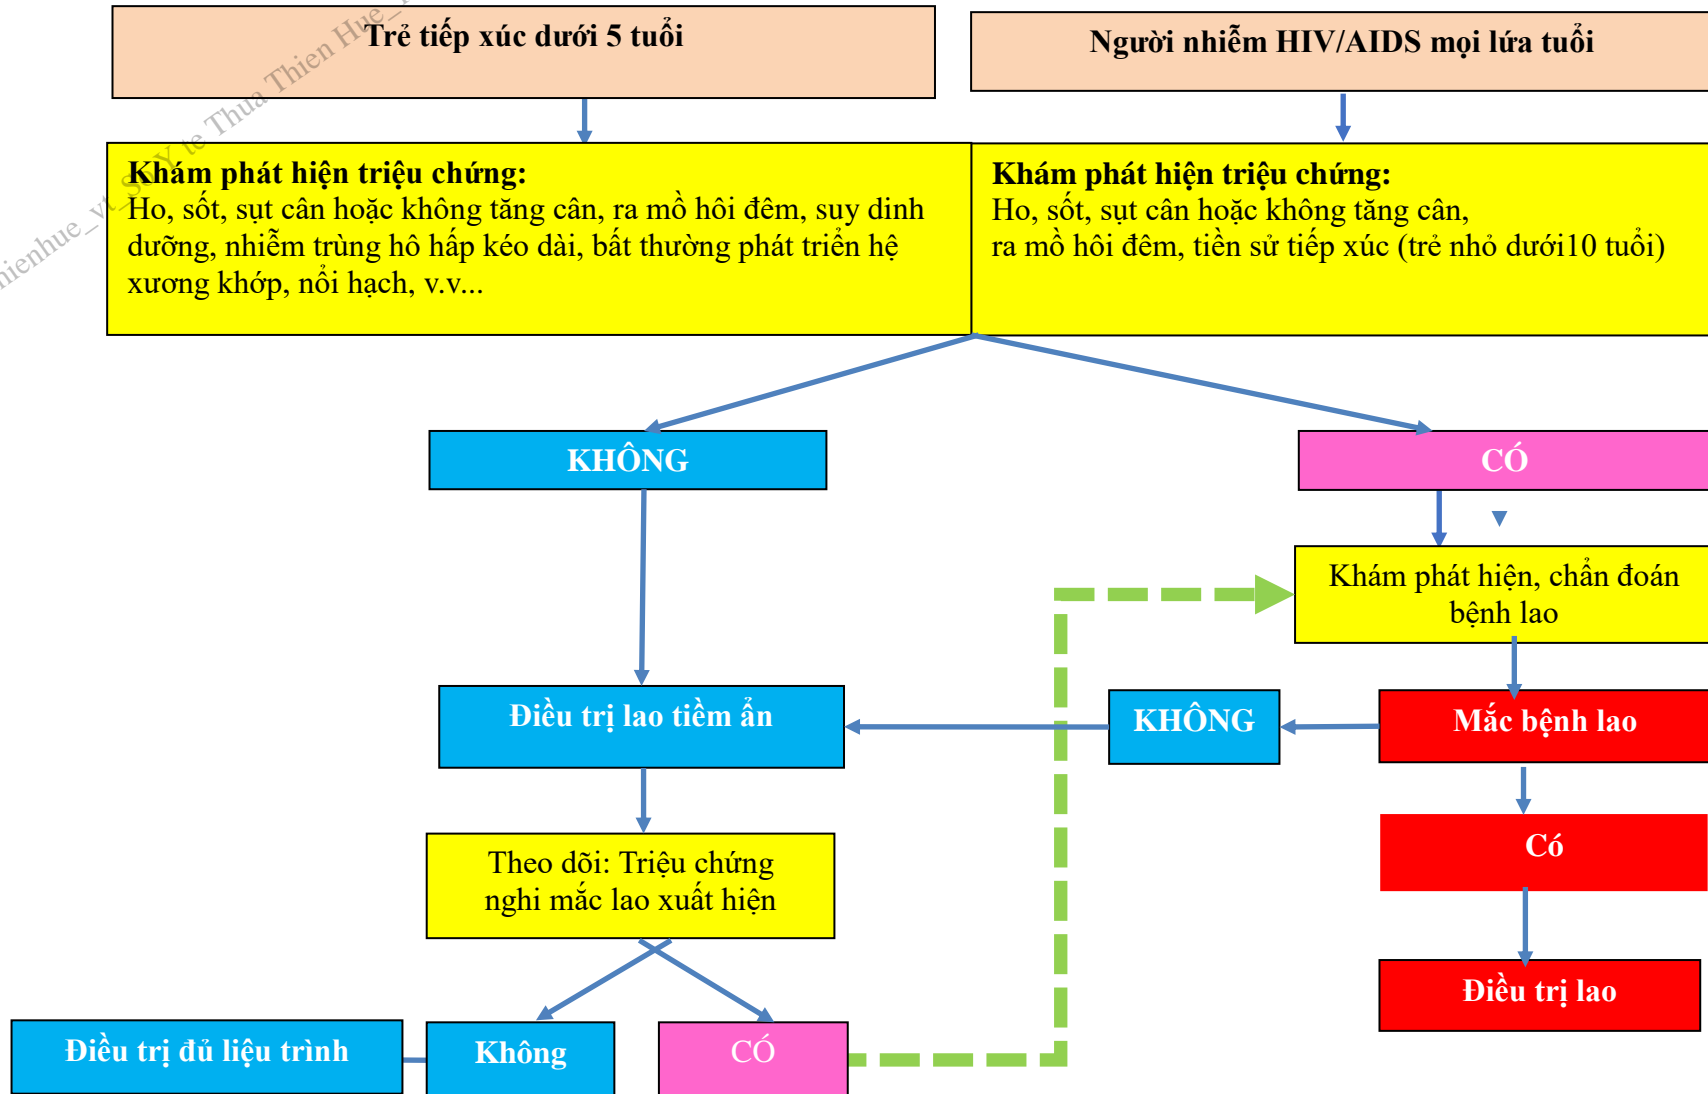 Trẻ tiếp xúc dưới 5 tuổi
Người nhiễm HIV/AIDS mọi lứa tuổi
Khám phát hiện triệu chứng:
Ho, sốt, sụt cân hoặc không tăng cân, ra mồ hôi đêm, suy dinh
dưỡng, nhiễm trùng hô hấp kéo dài, bất thường phát triển hệ
xương khớp, nổi hạch, v.v...
Khám phát hiện triệu chứng:
Ho, sốt, sụt cân hoặc không tăng cân,
ra mồ hôi đêm, tiền sử tiếp xúc (trẻ nhỏ dưới10 tuổi)
KHÔNG
CÓ
Khám phát hiện, chẩn đoán
bệnh lao
Điều trị lao tiềm ẩn
KHÔNG
Mắc bệnh lao
Có
Theo dõi: Triệu chứng
nghi mắc lao xuất hiện
Điều trị lao
Điều trị đủ liệu trình
Không
CÓ